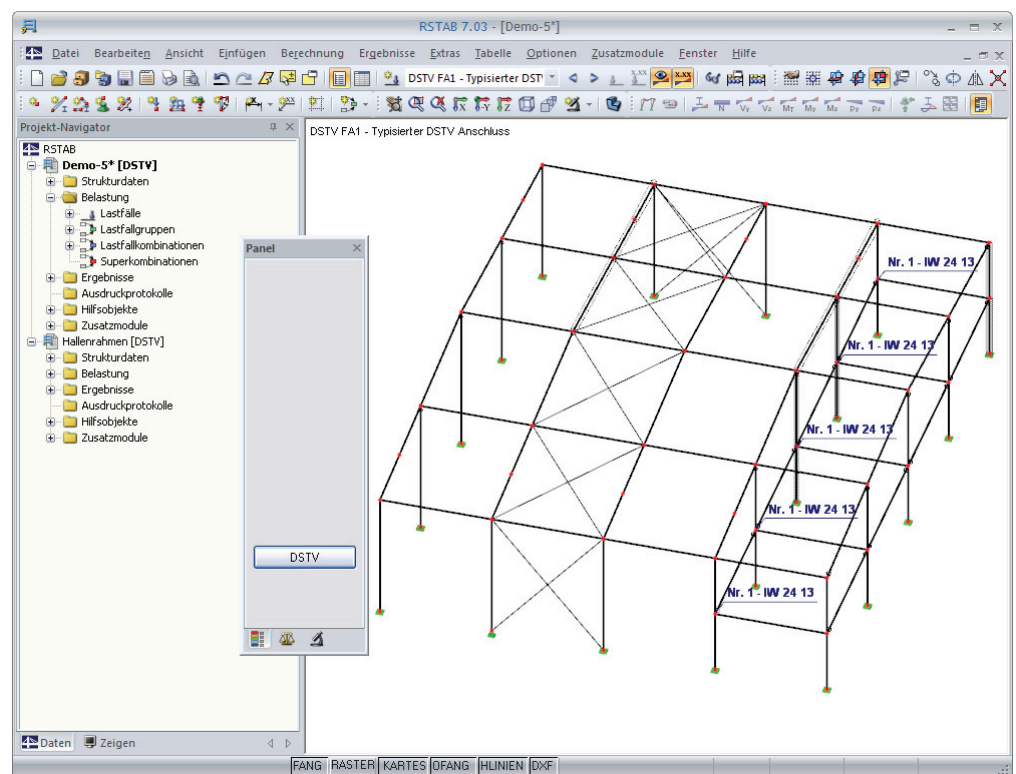 RSTAB 7.03 - [Demo-5*]
Datei Bearbeiten Ansicht Einfügen Berechnung Ergebnisse Extras Tabelle Optionen Zusatzmodule Fenster Hilfe
DSTV FA1 - Typisierter DSTV
Projekt-Navigator
DSTV FA1 - Typisierter DSTV Anschluss
RSTAB
Demo-5* [DSTV]
Strukturdaten
Belastung
Lastfälle
Lastfallgruppen
Lastfallkombinationen
Superkombinationen
Ergebnisse
Ausdruckprotokolle
Hilfsobjekte
Zusatzmodule
Hallenrahmen [DSTV]
Strukturdaten
Belastung
Ergebnisse
Ausdruckprotokolle
Hilfsobjekte
Zusatzmodule
Panel
DSTV
Nr. 1 - IW 24 13
Nr. 1 - IW 24 13
Nr. 1 - IW 24 13
Nr. 1 - IW 24 13
Nr. 1 - IW 24 13
Daten Zeigen
FANG RASTER KARTES OFANG HLINIEN DXF